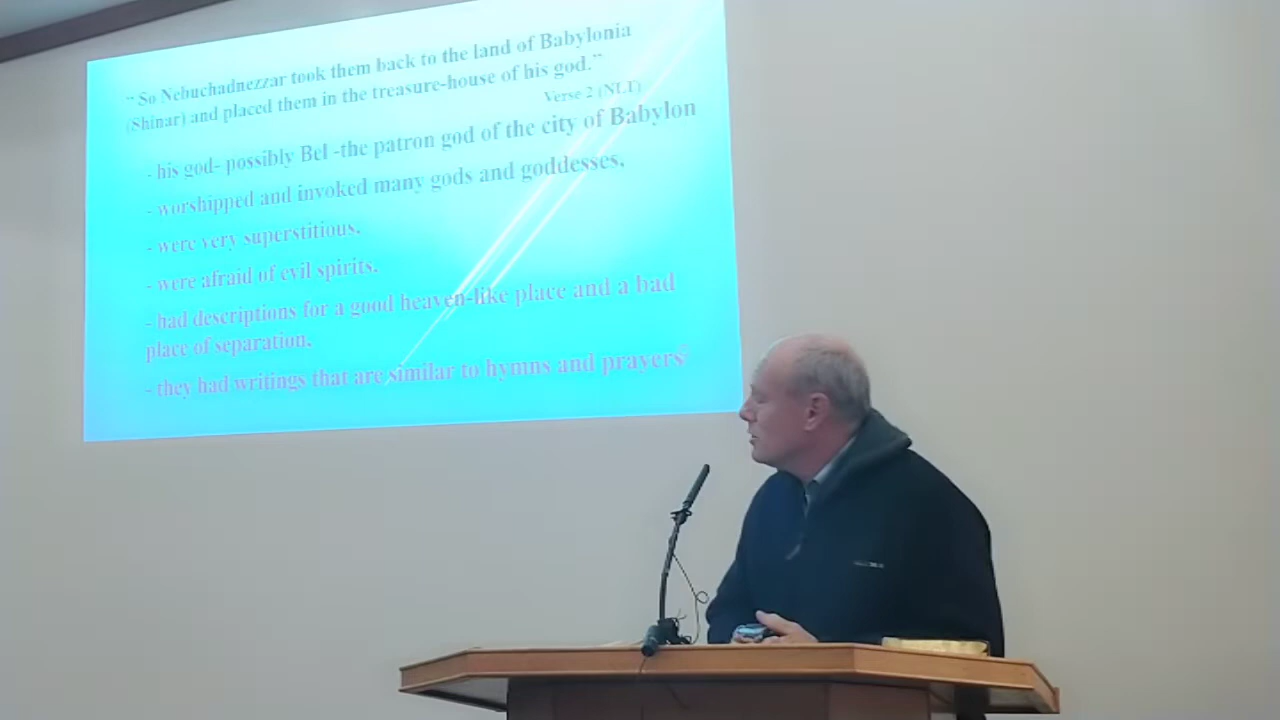 “ So Nebuchadnezzar took them back to the land of Babylonia
(Shinar) and placed them in the treasure-house of his god.”
Verse 2 (NLT)
- his god- possibly Bel -the patron god of the city of Babylon
- worshipped and invoked many gods and goddesses.
- were very superstitious.
- were afraid of evil spirits.
- had descriptions for a good heaven-like place and a bad
place of separation.
- they had writings that are similar to hymns and prayers